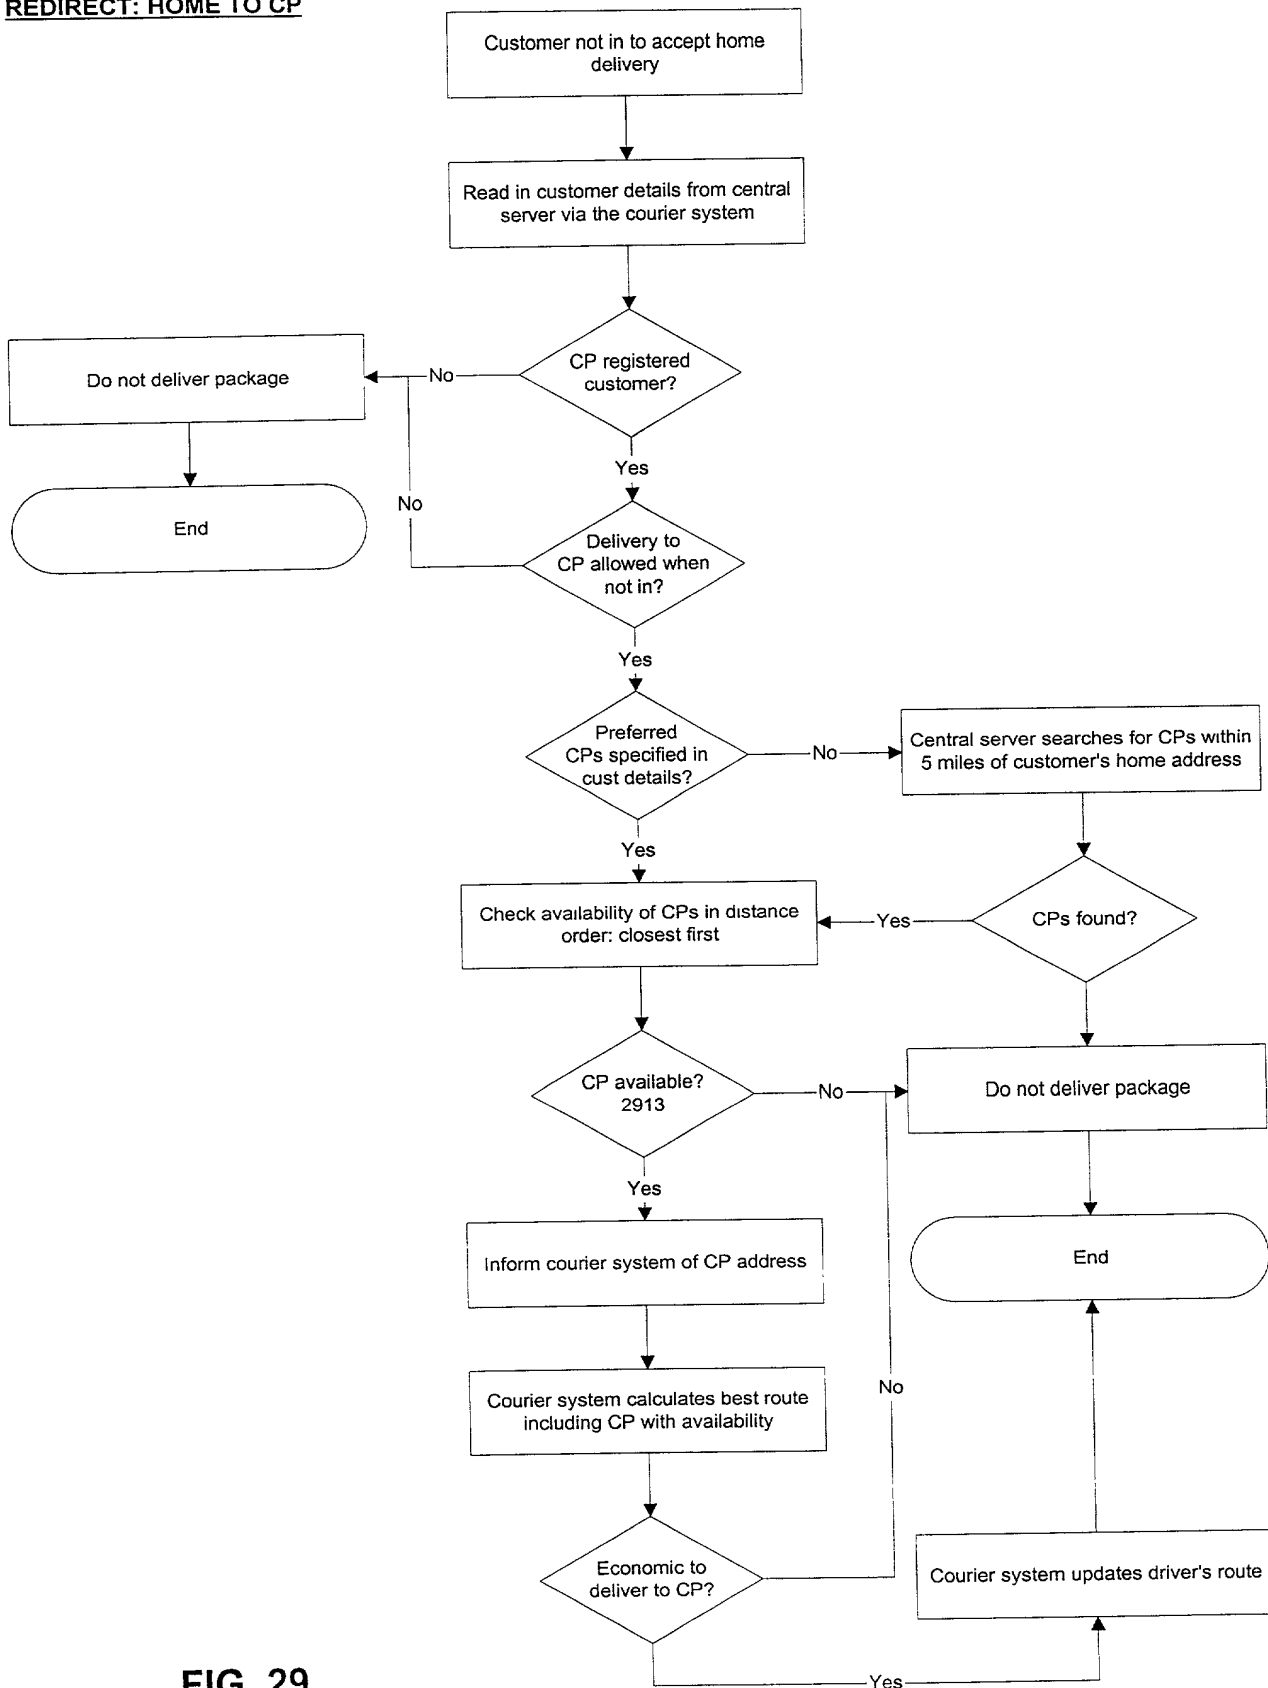 REDIRECT: HOME TO CP
Customer not in to accept home
delivery
Read in customer details from central
server via the courier system
CP registered
customer?
No
Do not deliver package
Yes
End
No
Delivery to
CP allowed when
not in?
Yes
Preferred
CPs specified in
cust details?
No
Central server searches for CPs within
5 miles of customer's home address
Yes
Check availability of CPs in distance
order: closest first
Yes
CPs found?
CP available?
2913
No
Do not deliver package
Yes
Inform courier system of CP address
End
Courier system calculates best route
including CP with availability
No
Economic to
deliver to CP?
Courier system updates driver's route
Yes
FIG. 29